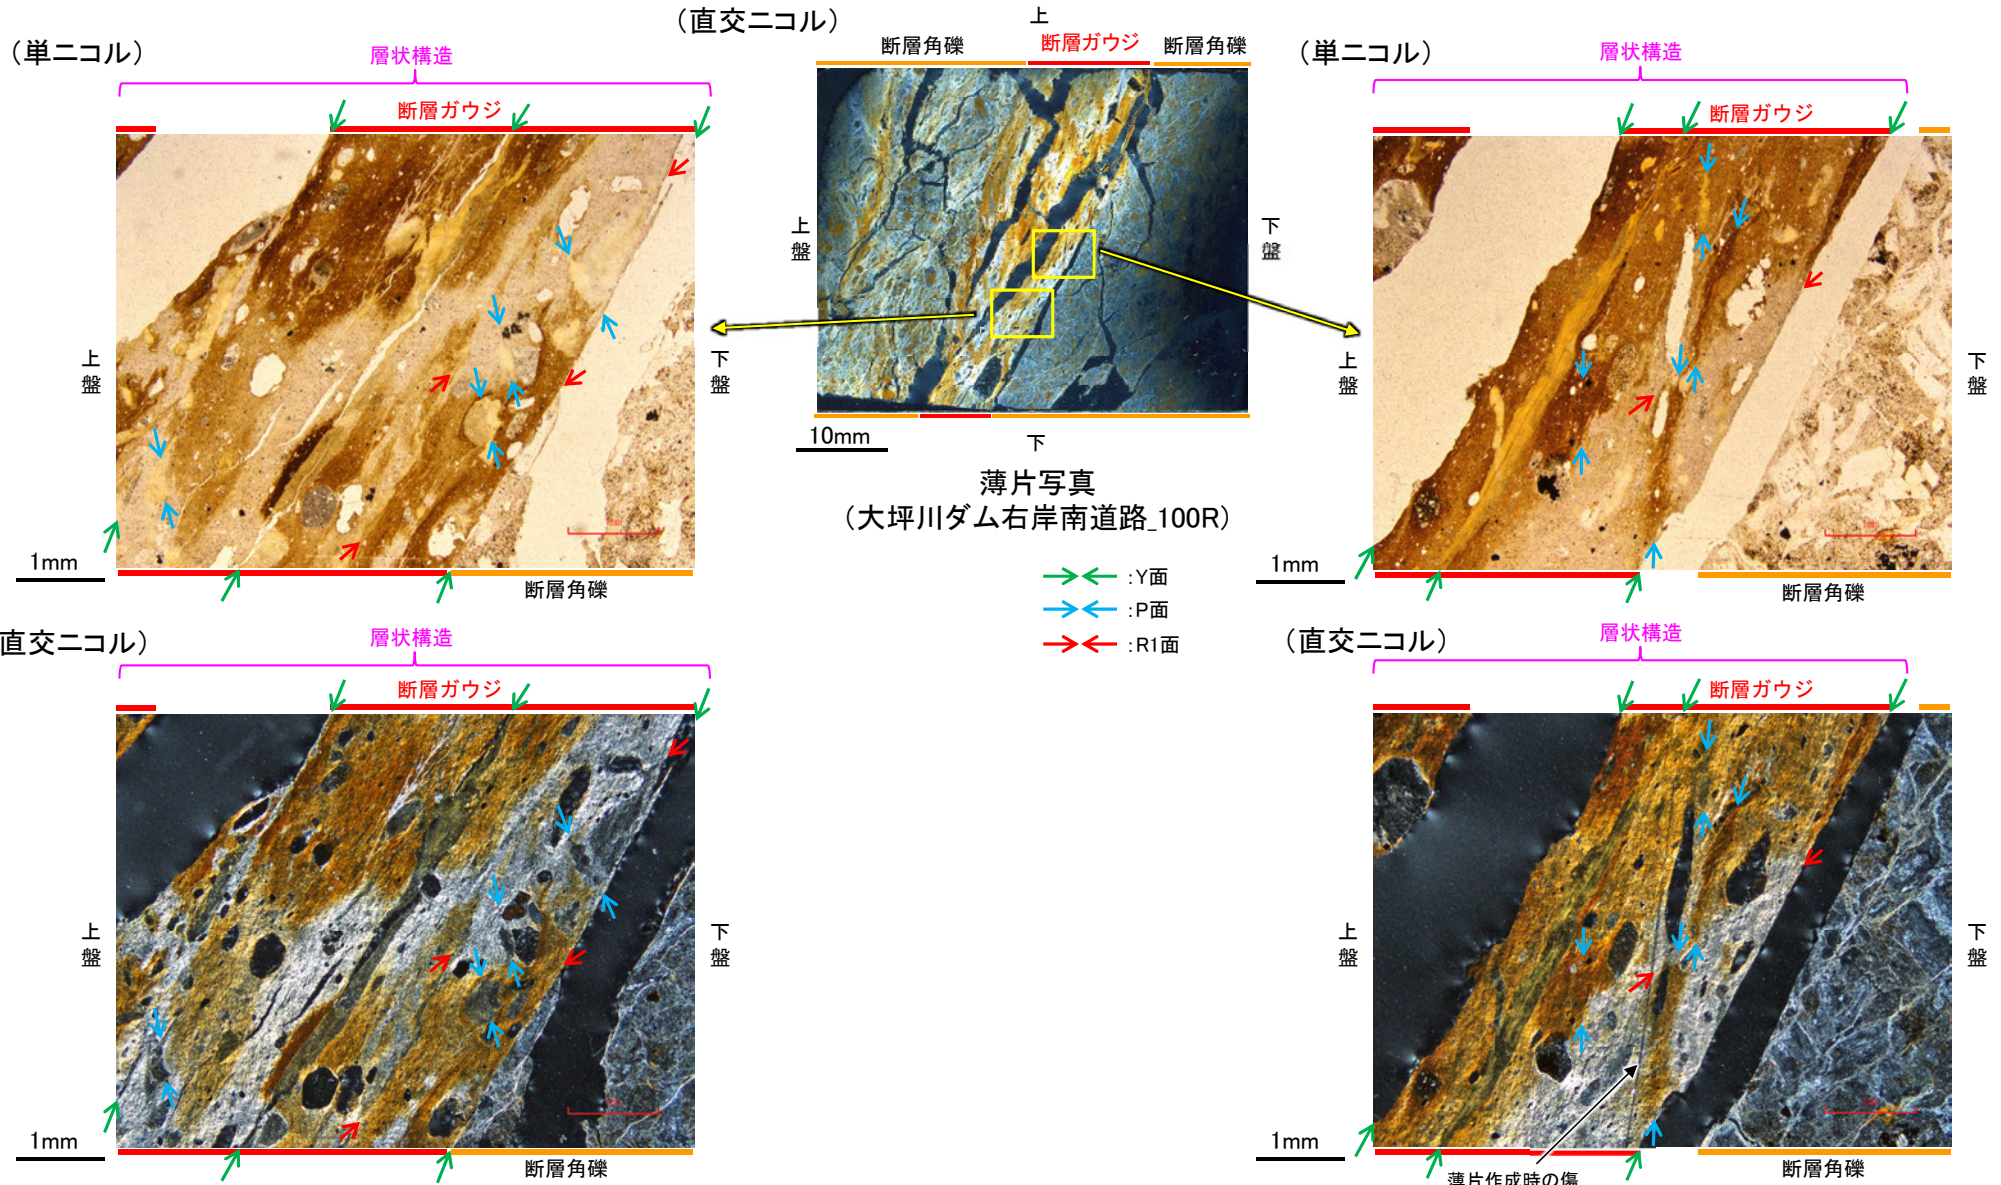 (直交ニコル)
上
断層角礫
断層ガウジ
断層角礫
上盤
下盤
10mm
下
薄片写真
(大坪川ダム右岸南道路_100R)
:Y面
:P面
:R1面
(単ニコル)
層状構造
断層ガウジ
上盤
下盤
1mm
断層角礫
(単ニコル)
層状構造
断層ガウジ
上盤
下盤
1mm
断層角礫
直交ニコル)
層状構造
断層ガウジ
上盤
下盤
1mm
断層角礫
(直交ニコル)
層状構造
断層ガウジ
上盤
下盤
1mm
断層角礫
薄片作成時の傷